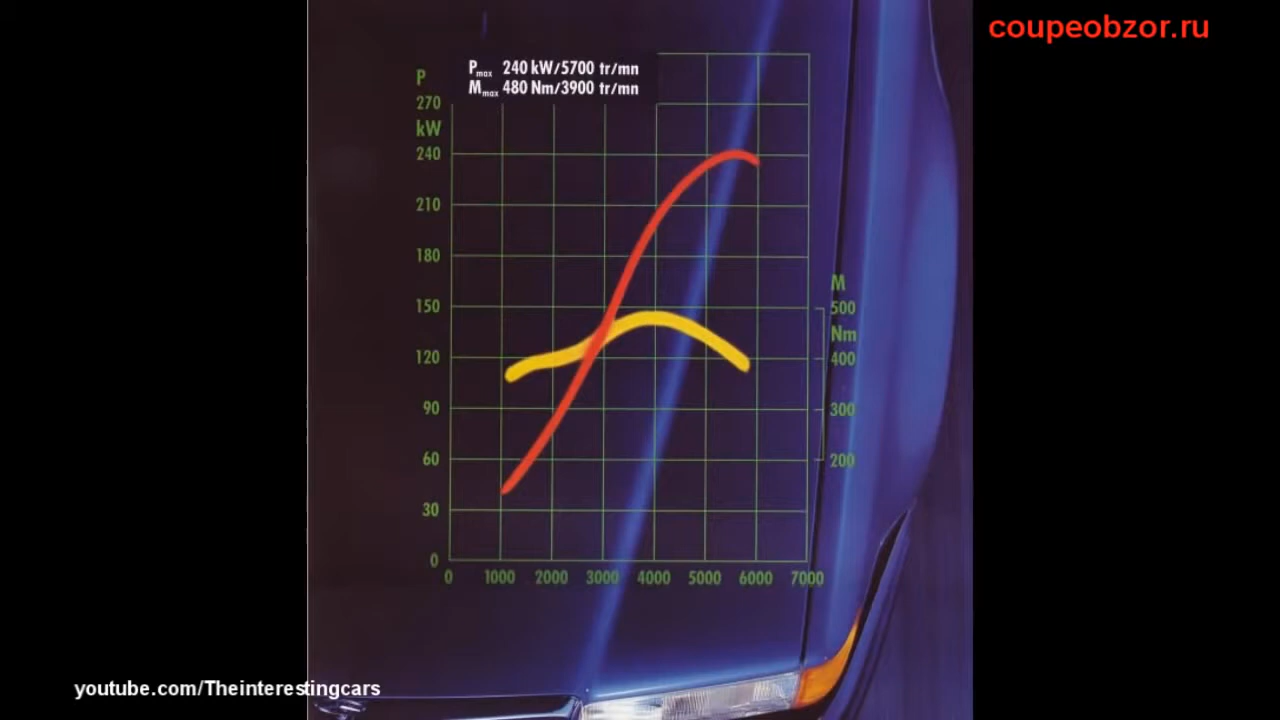 coupeobzor.ru
Pmax 240 kW/5700 tr/mn
Mmax 480 Nm/3900 tr/mn
P
270
kW
240
210
180
150
120
90
60
30
0
M
500
Nm
400
300
200
0 1000 2000 3000 4000 5000 6000 7000
youtube.com/Theinterestingcars